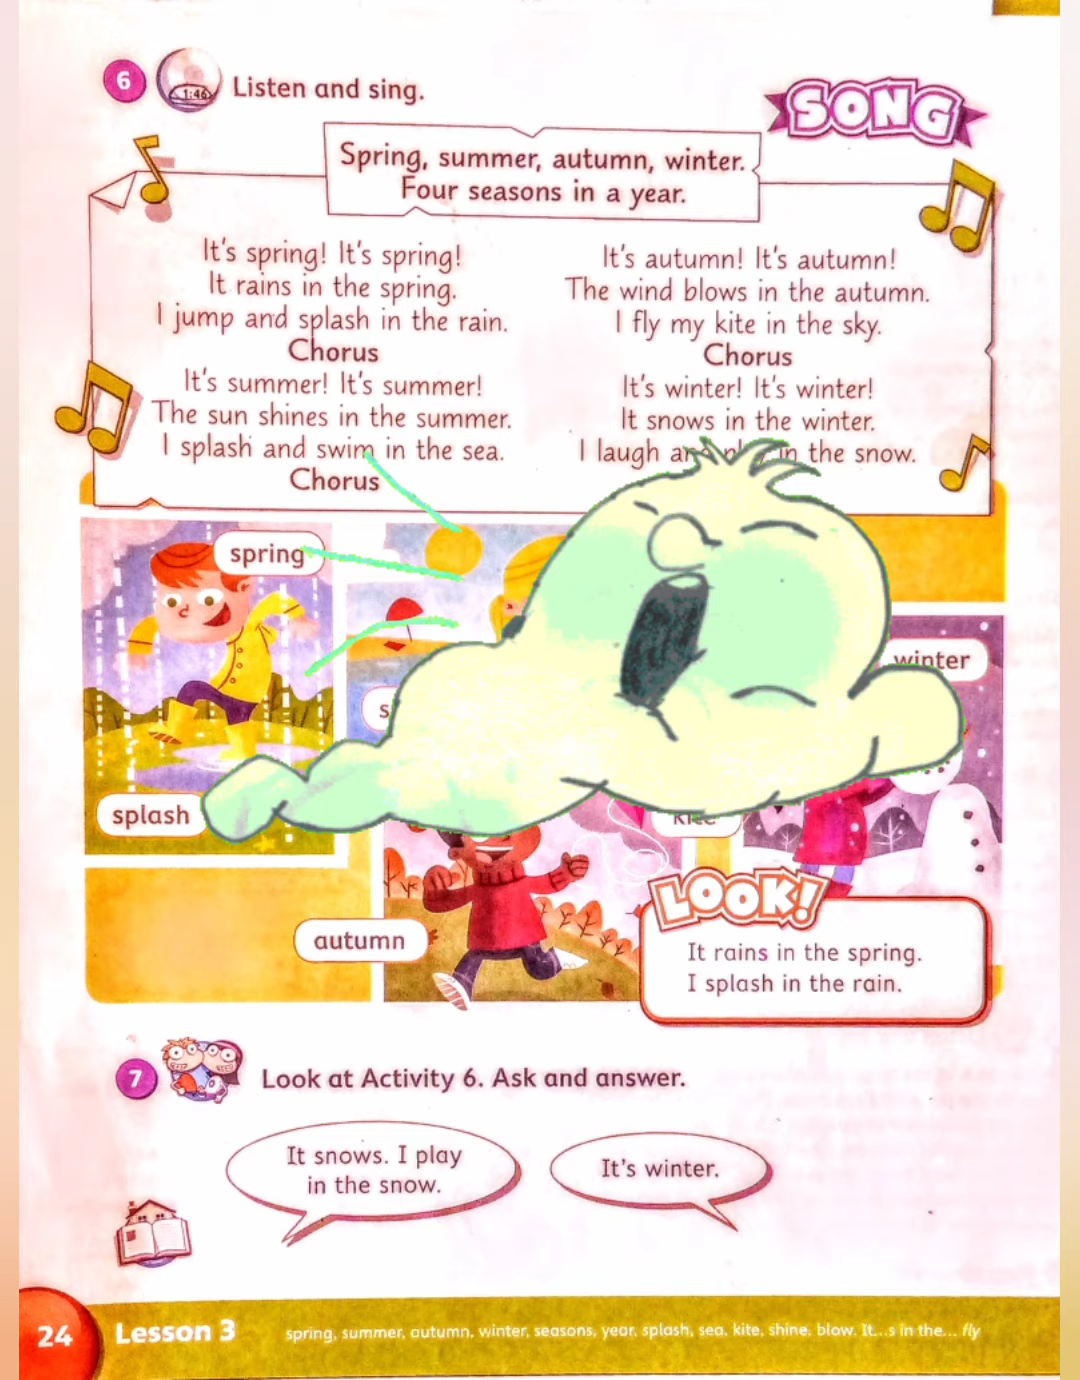 6
1:46
Listen and sing.
SONG
Spring, summer, autumn, winter.
Four seasons in a year.
It's spring! It's spring!
It rains in the spring.
I jump and splash in the rain.
Chorus
It's summer! It's summer!
The sun shines in the summer.
I splash and swim in the sea.
Chorus
It's autumn! It's autumn!
The wind blows in the autumn.
I fly my kite in the sky.
Chorus
It's winter! It's winter!
It snows in the winter.
I laugh in the snow.
spring
winter
splash
autumn
LOOK!
It rains in the spring.
I splash in the rain.
7
Look at Activity 6. Ask and answer.
It snows. I play
in the snow.
It's winter.
24
Lesson 3
spring, summer, autumn, winter, seasons, year, splash, sea, kite, shine, blow. It...s in the... fly